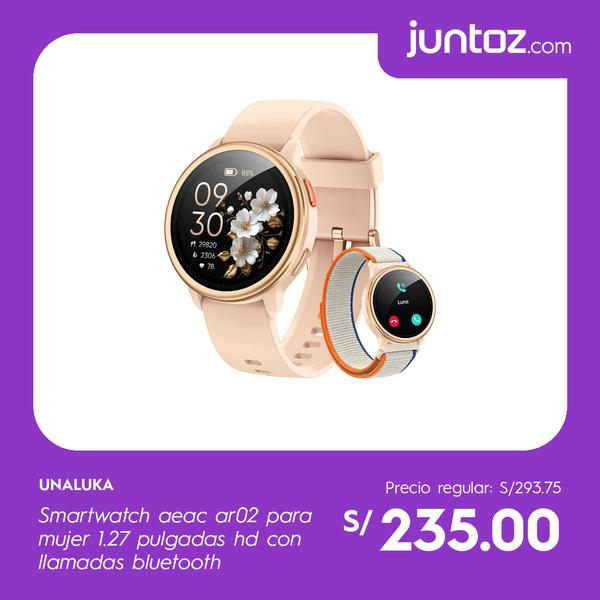 juntoz.com
88%
09
30
29820
2306
78
Luna
UNALUKA
Smartwatch aeac ar02 para
mujer 1.27 pulgadas hd con
llamadas bluetooth
Precio regular: S/293.75
S/ 235.00